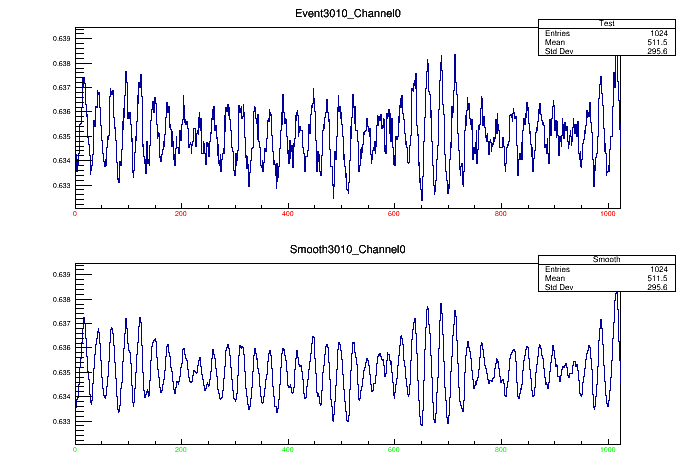 Event3010_Channel0
Test
Entries 1024
Mean 511.5
Std Dev 295.6
0.639
0.638
0.637
0.636
0.635
0.634
0.633
0 200 400 600 800 1000
Smooth3010_Channel0
Smooth
Entries 1024
Mean 511.5
Std Dev 295.6
0.639
0.638
0.637
0.636
0.635
0.634
0.633
0 200 400 600 800 1000